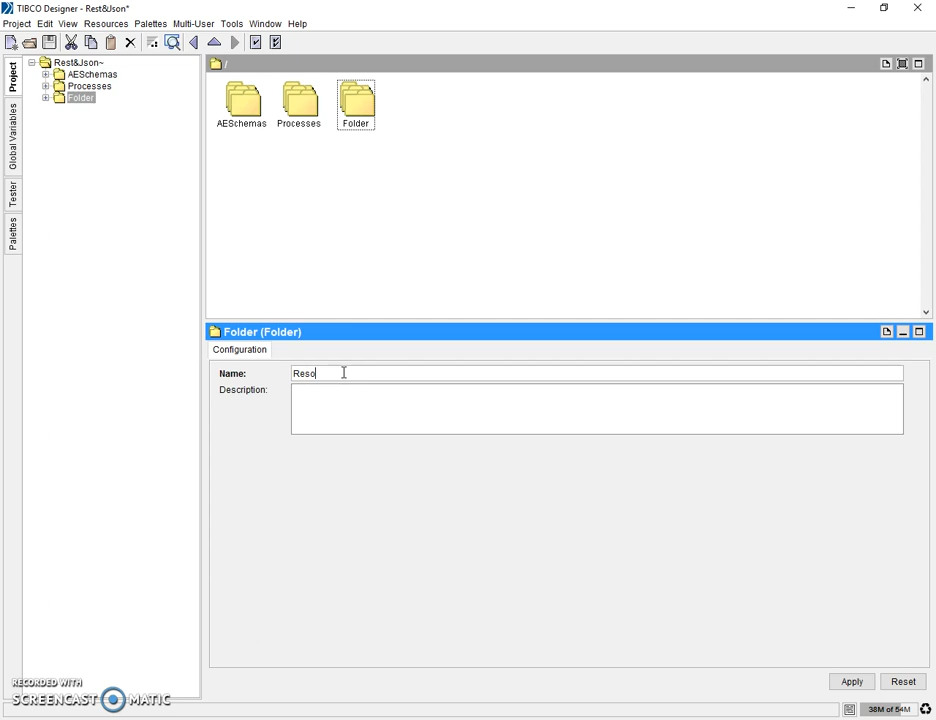 TIBCO Designer - Rest&Json*
Project Edit View Resources Palettes Multi-User Tools Window Help
Project
Global Variables
Tester
Palettes
Rest&Json~
AESchemas
Processes
Folder
/
AESchemas Processes Folder
Folder (Folder)
Configuration
Name: Reso
Description:
Apply Reset
RECORDED WITH
SCREENCAST MATIC
38M of 54M